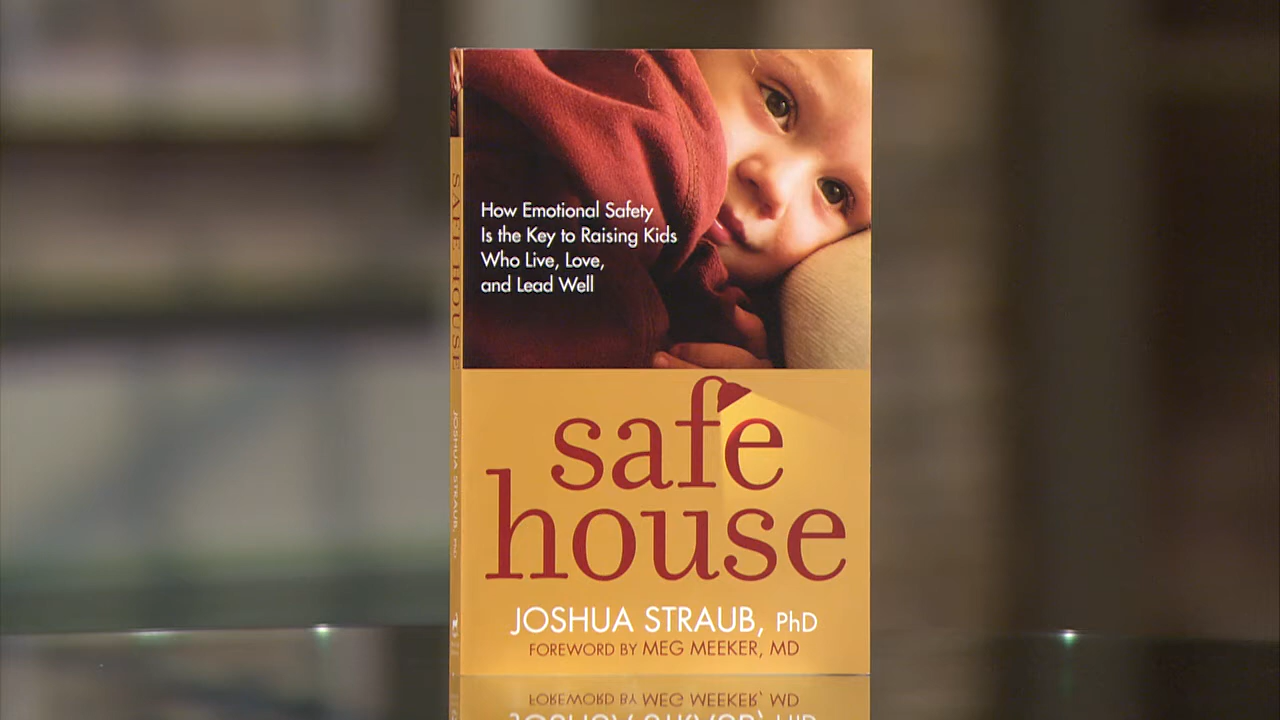 How Emotional Safety
Is the Key to Raising Kids
Who Live, Love,
and Lead Well
safe
house
JOSHUA STRAUB, PhD
FOREWORD BY MEG MEEKER, MD
SAFE HOUSE
JOSHUA STRAUB, PhD